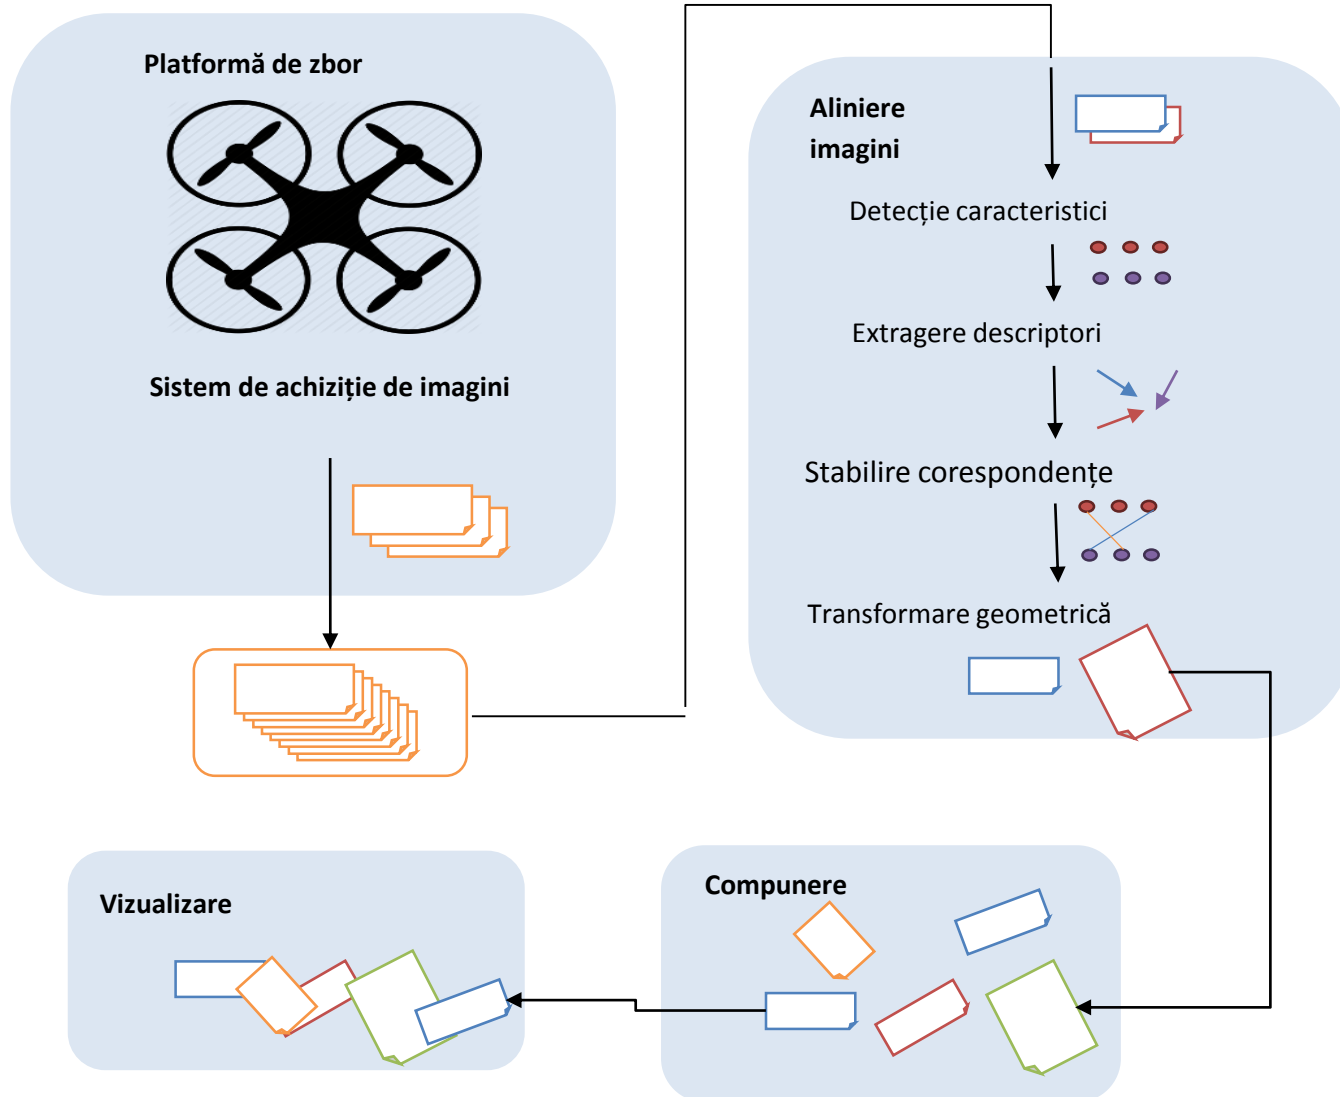 Platformă de zbor
Sistem de achiziție de imagini
Aliniere
imagini
Detecție caracteristici
Extragere descriptori
Stabilire corespondențe
Transformare geometrică
Compunere
Vizualizare